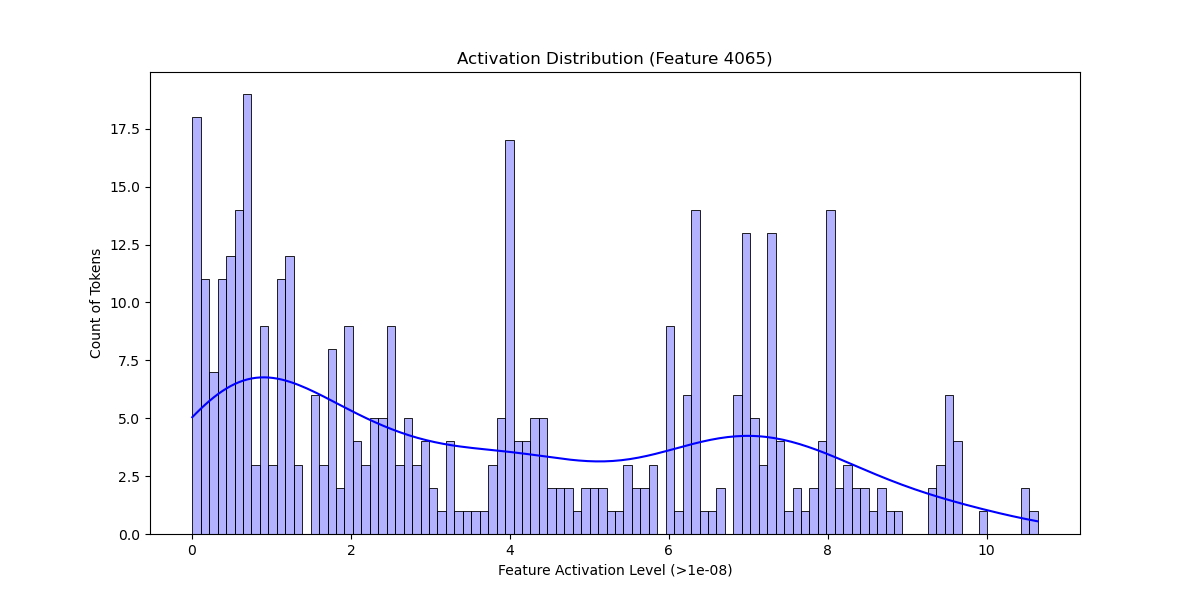 Activation Distribution (Feature 4065)
17.5
15.0
12.5
10.0
7.5
5.0
2.5
0.0
Count of Tokens
0 2 4 6 8 10
Feature Activation Level (>1e-08)